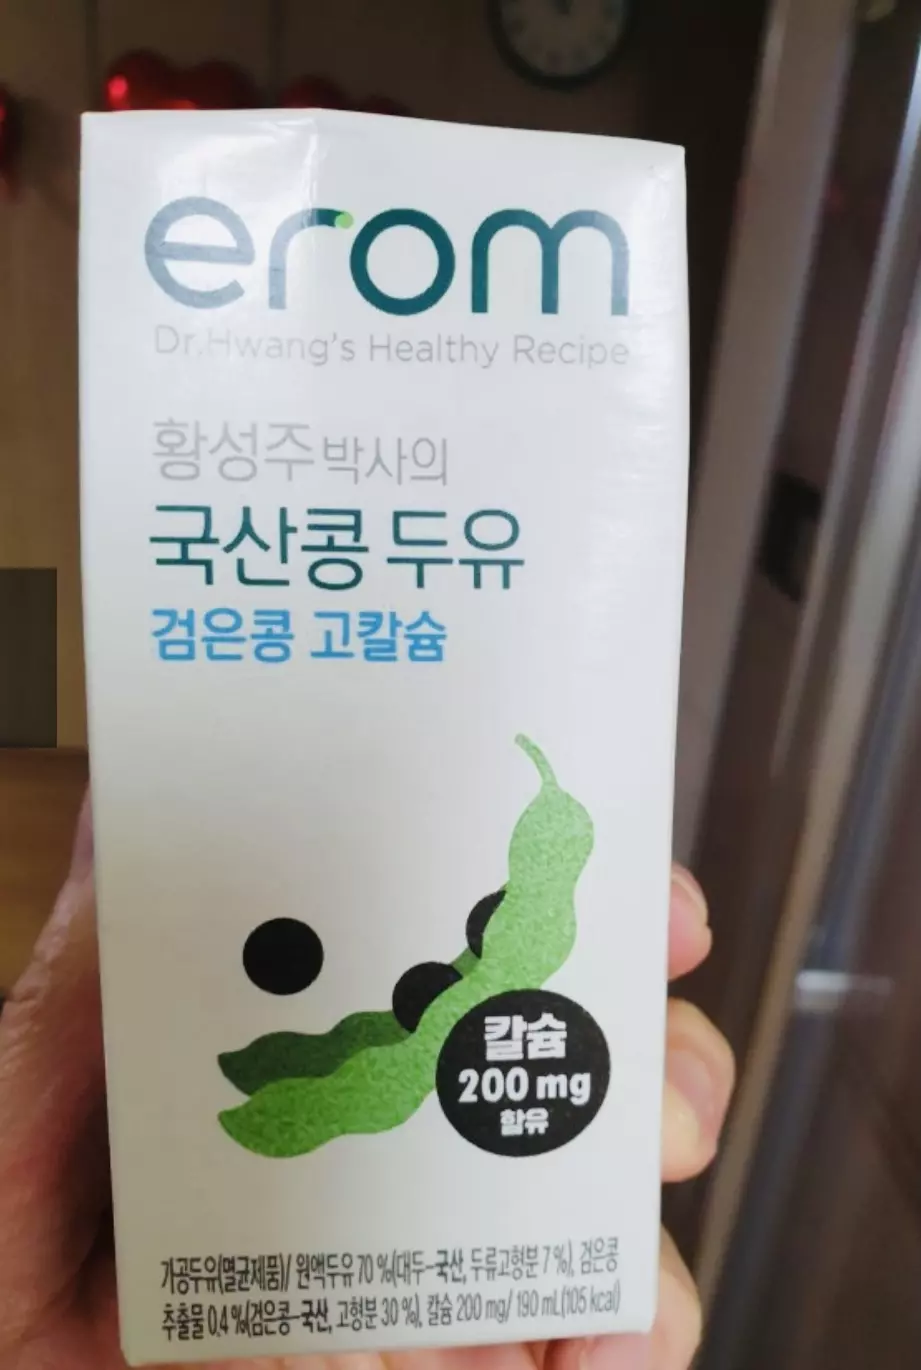 erom
Dr.Hwang's Healthy Recipe
황성주 박사의
국산콩 두유
검은콩 고칼슘
칼슘
200 mg
함유
가공두유(멸균제품)/ 원액두유 70 %(대두-국산, 두류고형분 7 %), 검은콩
추출물 0.4 %(검은콩-국산, 고형분 30 %), 칼슘 200 mg/ 190 mL(105 kcal)